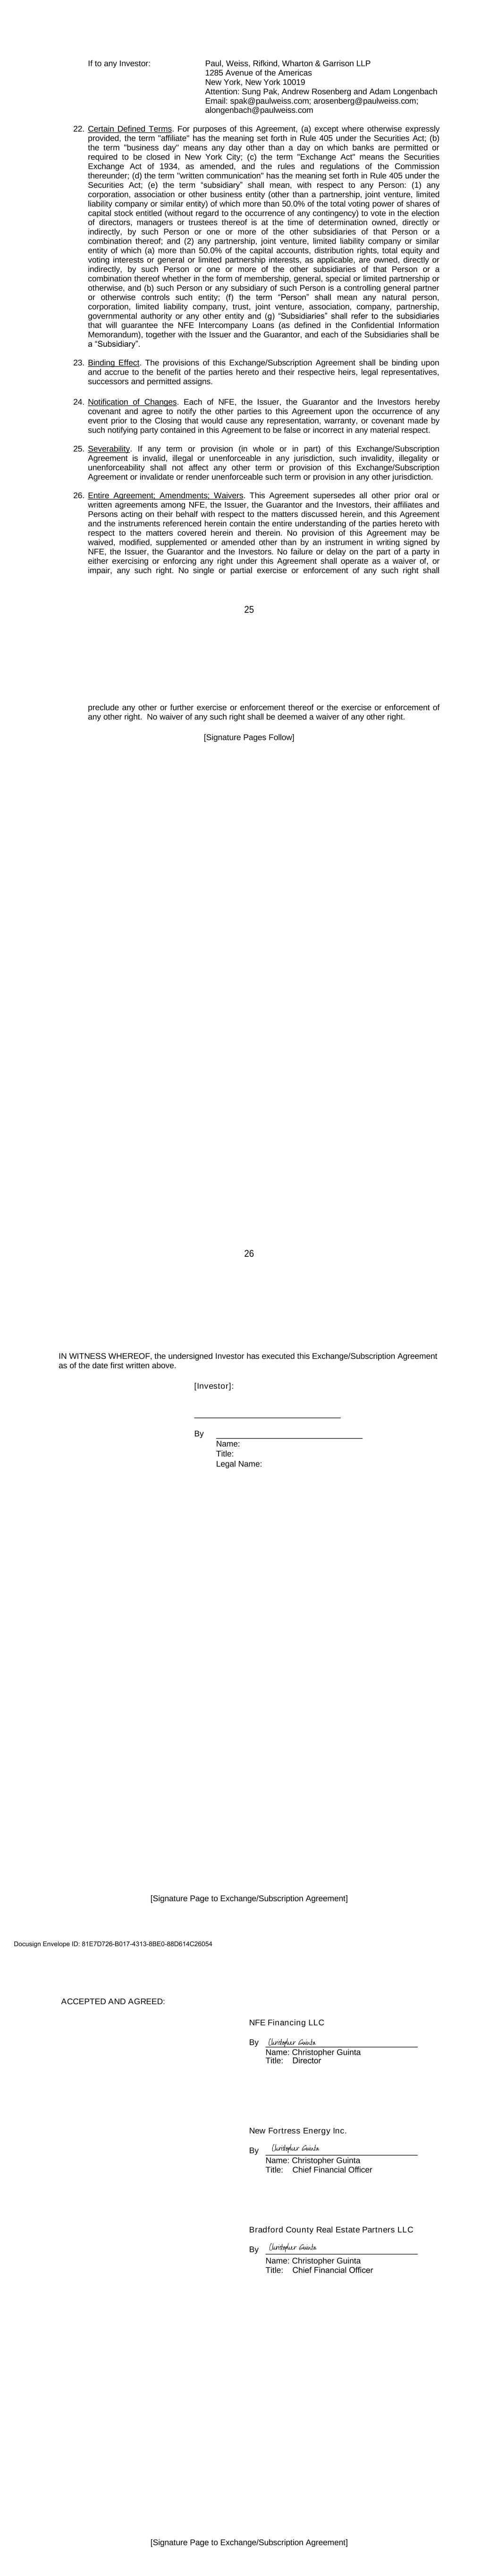 If to any Investor: Paul, Weiss, Rifkind, Wharton & Garrison LLP
1285 Avenue of the Americas
New York, New York 10019
Attention: Sung Pak, Andrew Rosenberg and Adam Longenbach
Email: spak@paulweiss.com; arosenberg@paulweiss.com;
alongenbach@paulweiss.com
22. Certain Defined Terms. For purposes of this Agreement, (a) except where otherwise expressly
provided, the term "affiliate" has the meaning set forth in Rule 405 under the Securities Act; (b)
the term "business day" means any day other than a day on which banks are permitted or
required to be closed in New York City; (c) the term "Exchange Act" means the Securities
Exchange Act of 1934, as amended, and the rules and regulations of the Commission
thereunder; (d) the term "written communication" has the meaning set forth in Rule 405 under the
Securities Act; (e) the term “subsidiary” shall mean, with respect to any Person: (1) any
corporation, association or other business entity (other than a partnership, joint venture, limited
liability company or similar entity) of which more than 50.0% of the total voting power of shares of
capital stock entitled (without regard to the occurrence of any contingency) to vote in the election
of directors, managers or trustees thereof is at the time of determination owned, directly or
indirectly, by such Person or one or more of the other subsidiaries of that Person or a
combination thereof; and (2) any partnership, joint venture, limited liability company or similar
entity of which (a) more than 50.0% of the capital accounts, distribution rights, total equity and
voting interests or general or limited partnership interests, as applicable, are owned, directly or
indirectly, by such Person or one or more of the other subsidiaries of that Person or a
combination thereof whether in the form of membership, general, special or limited partnership or
otherwise, and (b) such Person or any subsidiary of such Person is a controlling general partner
or otherwise controls such entity; (f) the term “Person” shall mean any natural person,
corporation, limited liability company, trust, joint venture, association, company, partnership,
governmental authority or any other entity and (g) “Subsidiaries” shall refer to the subsidiaries
that will guarantee the NFE Intercompany Loans (as defined in the Confidential Information
Memorandum), together with the Issuer and the Guarantor, and each of the Subsidiaries shall be
a “Subsidiary”.
23. Binding Effect. The provisions of this Exchange/Subscription Agreement shall be binding upon
and accrue to the benefit of the parties hereto and their respective heirs, legal representatives,
successors and permitted assigns.
24. Notification of Changes. Each of NFE, the Issuer, the Guarantor and the Investors hereby
covenant and agree to notify the other parties to this Agreement upon the occurrence of any
event prior to the Closing that would cause any representation, warranty, or covenant made by
such notifying party contained in this Agreement to be false or incorrect in any material respect.
25. Severability. If any term or provision (in whole or in part) of this Exchange/Subscription
Agreement is invalid, illegal or unenforceable in any jurisdiction, such invalidity, illegality or
unenforceability shall not affect any other term or provision of this Exchange/Subscription
Agreement or invalidate or render unenforceable such term or provision in any other jurisdiction.
26. Entire Agreement; Amendments; Waivers. This Agreement supersedes all other prior oral or
written agreements among NFE, the Issuer, the Guarantor and the Investors, their affiliates and
Persons acting on their behalf with respect to the matters discussed herein, and this Agreement
and the instruments referenced herein contain the entire understanding of the parties hereto with
respect to the matters covered herein and therein. No provision of this Agreement may be
waived, modified, supplemented or amended other than by an instrument in writing signed by
NFE, the Issuer, the Guarantor and the Investors. No failure or delay on the part of a party in
either exercising or enforcing any right under this Agreement shall operate as a waiver of, or
impair, any such right. No single or partial exercise or enforcement of any such right shall
25
preclude any other or further exercise or enforcement thereof or the exercise or enforcement of
any other right. No waiver of any such right shall be deemed a waiver of any other right.
[Signature Pages Follow]
26
IN WITNESS WHEREOF, the undersigned Investor has executed this Exchange/Subscription Agreement
as of the date first written above.
[Investor]:
By
Name:
Title:
Legal Name:
[Signature Page to Exchange/Subscription Agreement]
Docusign Envelope ID: 81E7D726-B017-4313-8BE0-88D614C26054
ACCEPTED AND AGREED:
NFE Financing LLC
By Christopher Guinta
Name: Christopher Guinta
Title: Director
New Fortress Energy Inc.
By Christopher Guinta
Name: Christopher Guinta
Title: Chief Financial Officer
Bradford County Real Estate Partners LLC
By Christopher Guinta
Name: Christopher Guinta
Title: Chief Financial Officer
[Signature Page to Exchange/Subscription Agreement]